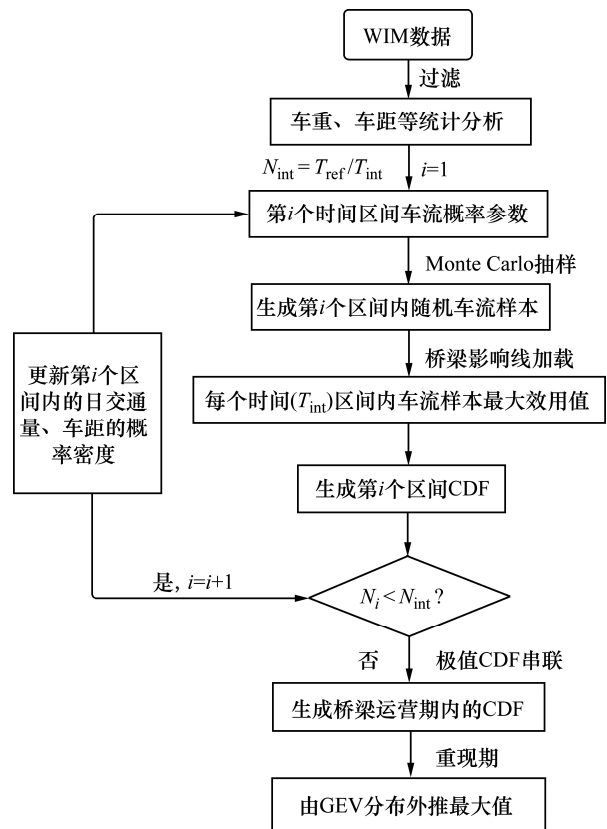 WIM数据
过滤
车重、车距等统计分析
N_int = T_ref/T_int
i=1
第i个时间区间车流概率参数
Monte Carlo抽样
生成第i个区间内随机车流样本
桥梁影响线加载
更新第i个区
间内的日交通
量、车距的概
率密度
每个时间(T_int)区间内车流样本最大效用值
生成第i个区间CDF
是, i=i+1
N_i < N_int ?
否
极值CDF串联
生成桥梁运营期内的CDF
重现期
由GEV分布外推最大值